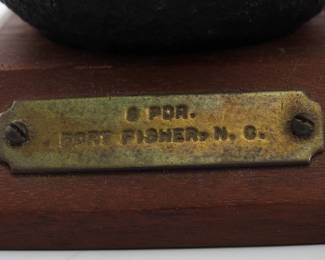 6 PDR.
FORT FISHER, N. C.